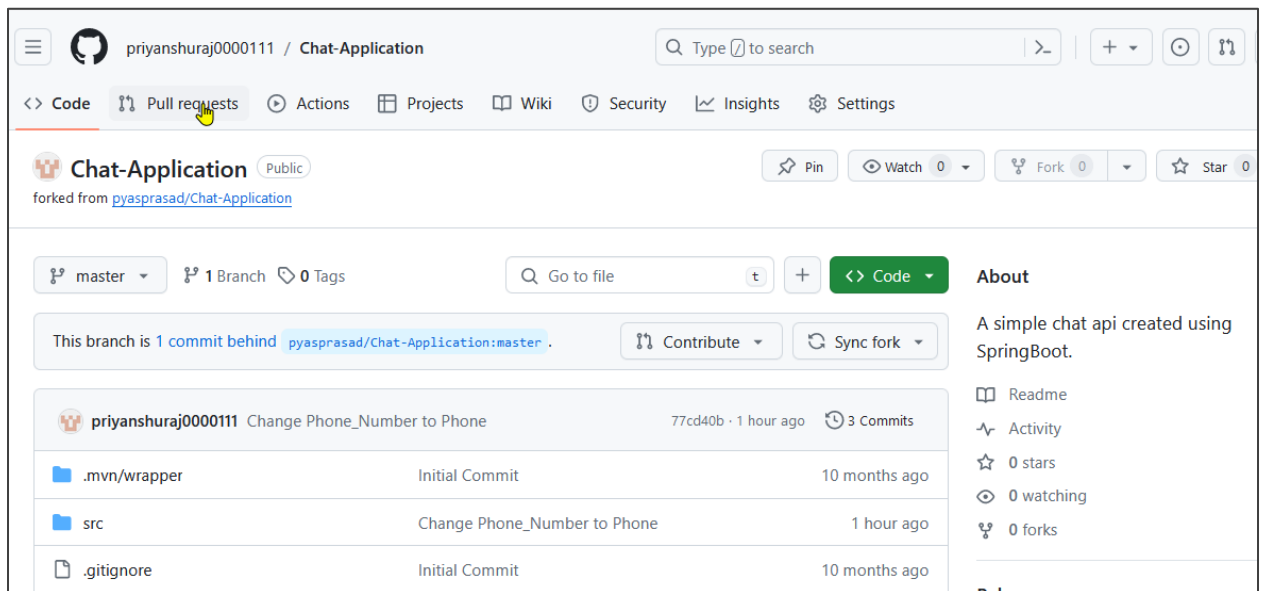 priyanshuraj0000111 / Chat-Application Type / to search
Code Pull requests Actions Projects Wiki Security Insights Settings
Chat-Application Public Pin Watch 0 Fork 0 Star 0
forked from pyasprasad/Chat-Application
master 1 Branch 0 Tags Go to file t + Code
This branch is 1 commit behind pyasprasad/Chat-Application:master . Contribute Sync fork
priyanshuraj0000111 Change Phone_Number to Phone 77cd40b · 1 hour ago 3 Commits
.mvn/wrapper Initial Commit 10 months ago
src Change Phone_Number to Phone 1 hour ago
.gitignore Initial Commit 10 months ago
About
A simple chat api created using
SpringBoot.
Readme
Activity
0 stars
0 watching
0 forks